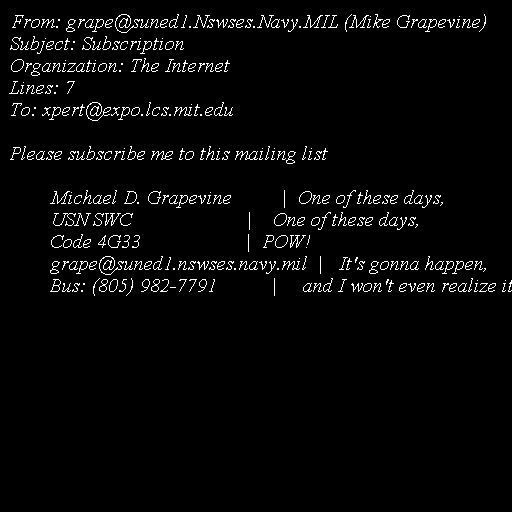 From: grape@suned1.Nswses.Navy.MIL (Mike Grapevine)
Subject: Subscription
Organization: The Internet
Lines: 7
To: xpert@expo.lcs.mit.edu

Please subscribe me to this mailing list

Michael D. Grapevine | One of these days,
USN SWC | One of these days,
Code 4G33 | POW!
grape@suned1.nswses.navy.mil | It's gonna happen,
Bus: (805) 982-7791 | and I won't even realize it